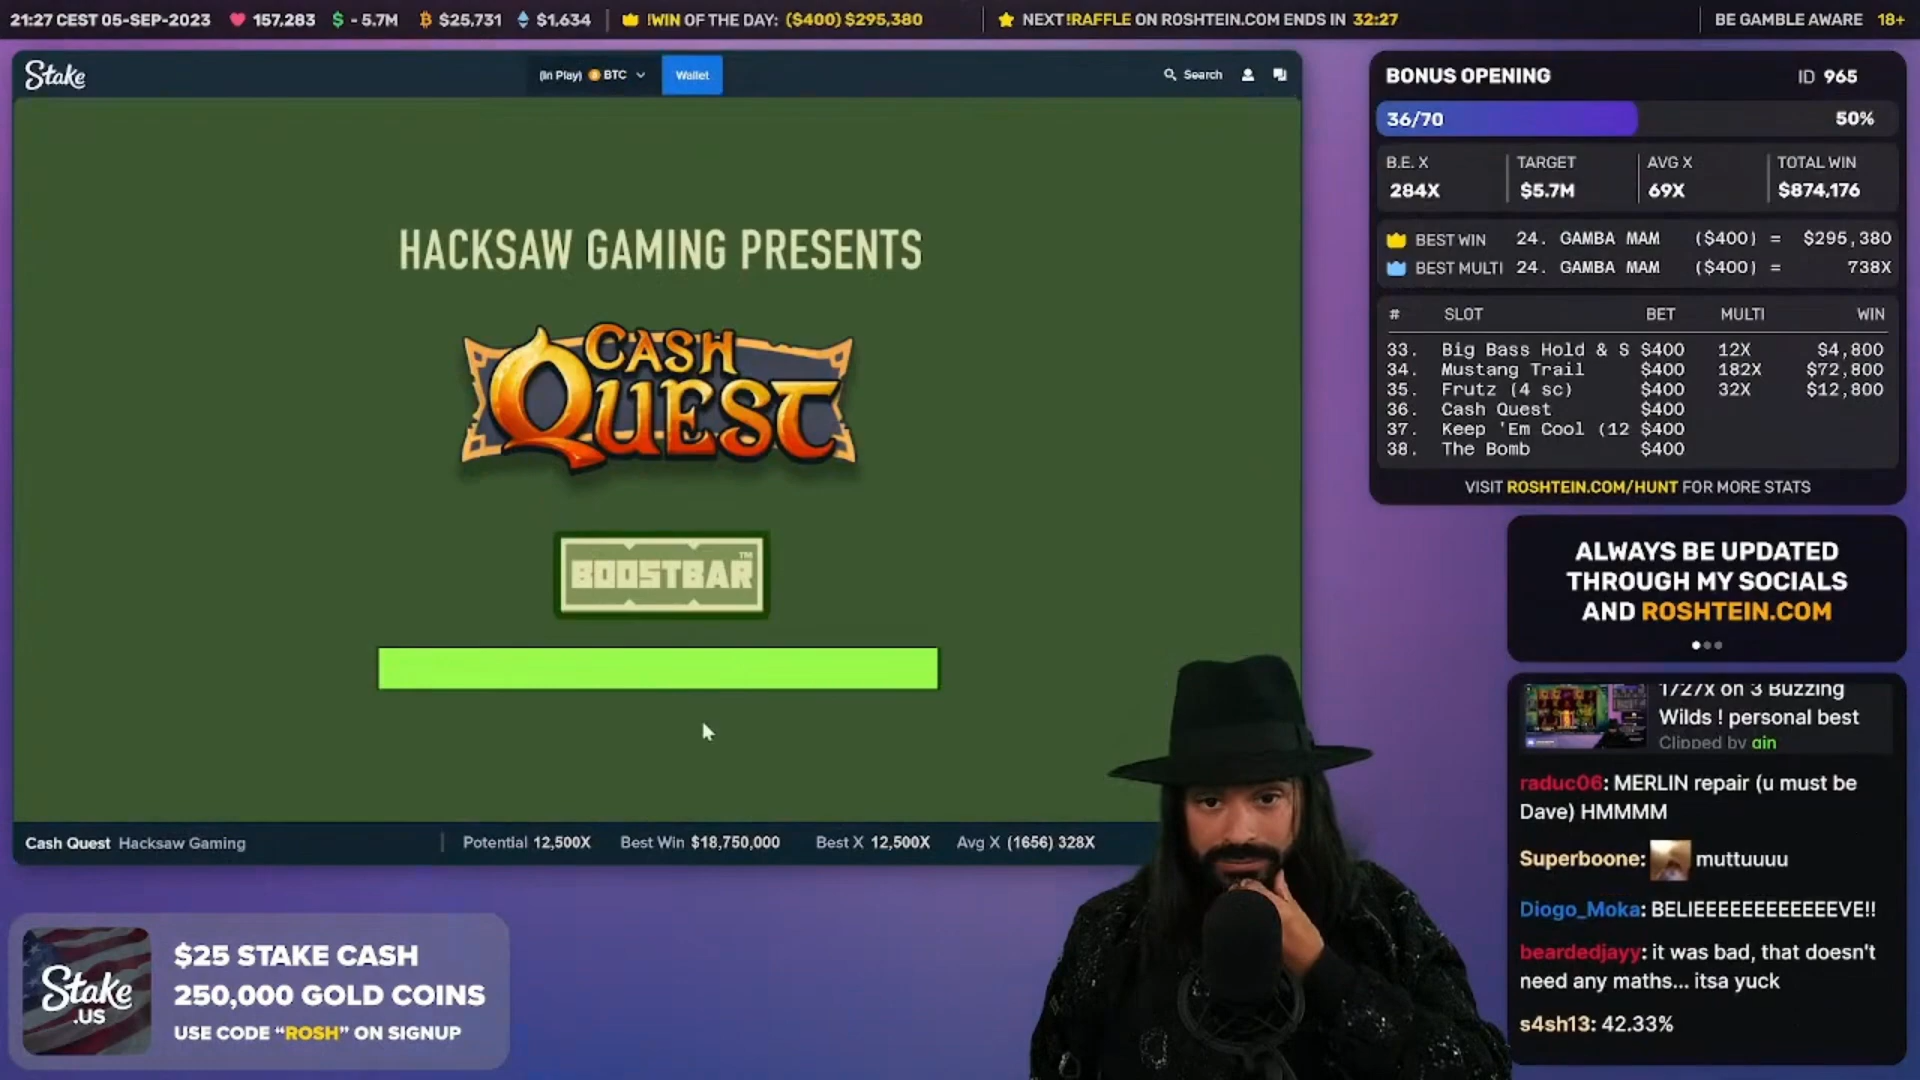 21:27 CEST 05-SEP-2023 157,283 $ - 5.7M $25,731 $1,634 !WIN OF THE DAY: ($400) $295,380 NEXT !RAFFLE ON ROSHTEIN.COM ENDS IN 32:27 BE GAMBLE AWARE 18+
Stake (In Play) BTC Wallet Search
HACKSAW GAMING PRESENTS
CASH
QUEST
BOOSTBAR™
Cash Quest Hacksaw Gaming Potential 12,500X Best Win $18,750,000 Best X 12,500X Avg X (1656) 328X
Stake
.US
$25 STAKE CASH
250,000 GOLD COINS
USE CODE “ROSH” ON SIGNUP
BONUS OPENING ID 965
36/70 50%
B.E. X TARGET AVG X TOTAL WIN
284X $5.7M 69X $874,176
BEST WIN 24. GAMBA MAM ($400) = $295,380
BEST MULTI 24. GAMBA MAM ($400) = 738X
# SLOT BET MULTI WIN
33. Big Bass Hold & S $400 12X $4,800
34. Mustang Trail $400 182X $72,800
35. Frutz (4 sc) $400 32X $12,800
36. Cash Quest $400
37. Keep 'Em Cool (12 $400
38. The Bomb $400
VISIT ROSHTEIN.COM/HUNT FOR MORE STATS
ALWAYS BE UPDATED
THROUGH MY SOCIALS
AND ROSHTEIN.COM
1727x on 3 Buzzing
Wilds ! personal best
Clipped by ain
raduc06: MERLIN repair (u must be
Dave) HMMMM
Superboone: muttuuuu
Diogo_Moka: BELIEEEEEEEEEEEEVE!!
beardedjayy: it was bad, that doesn't
need any maths... itsa yuck
s4sh13: 42.33%